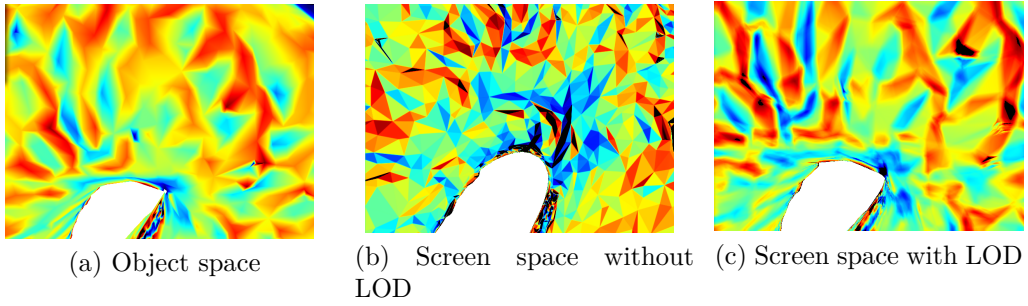 (a) Object space
(b) Screen space without
LOD
(c) Screen space with LOD